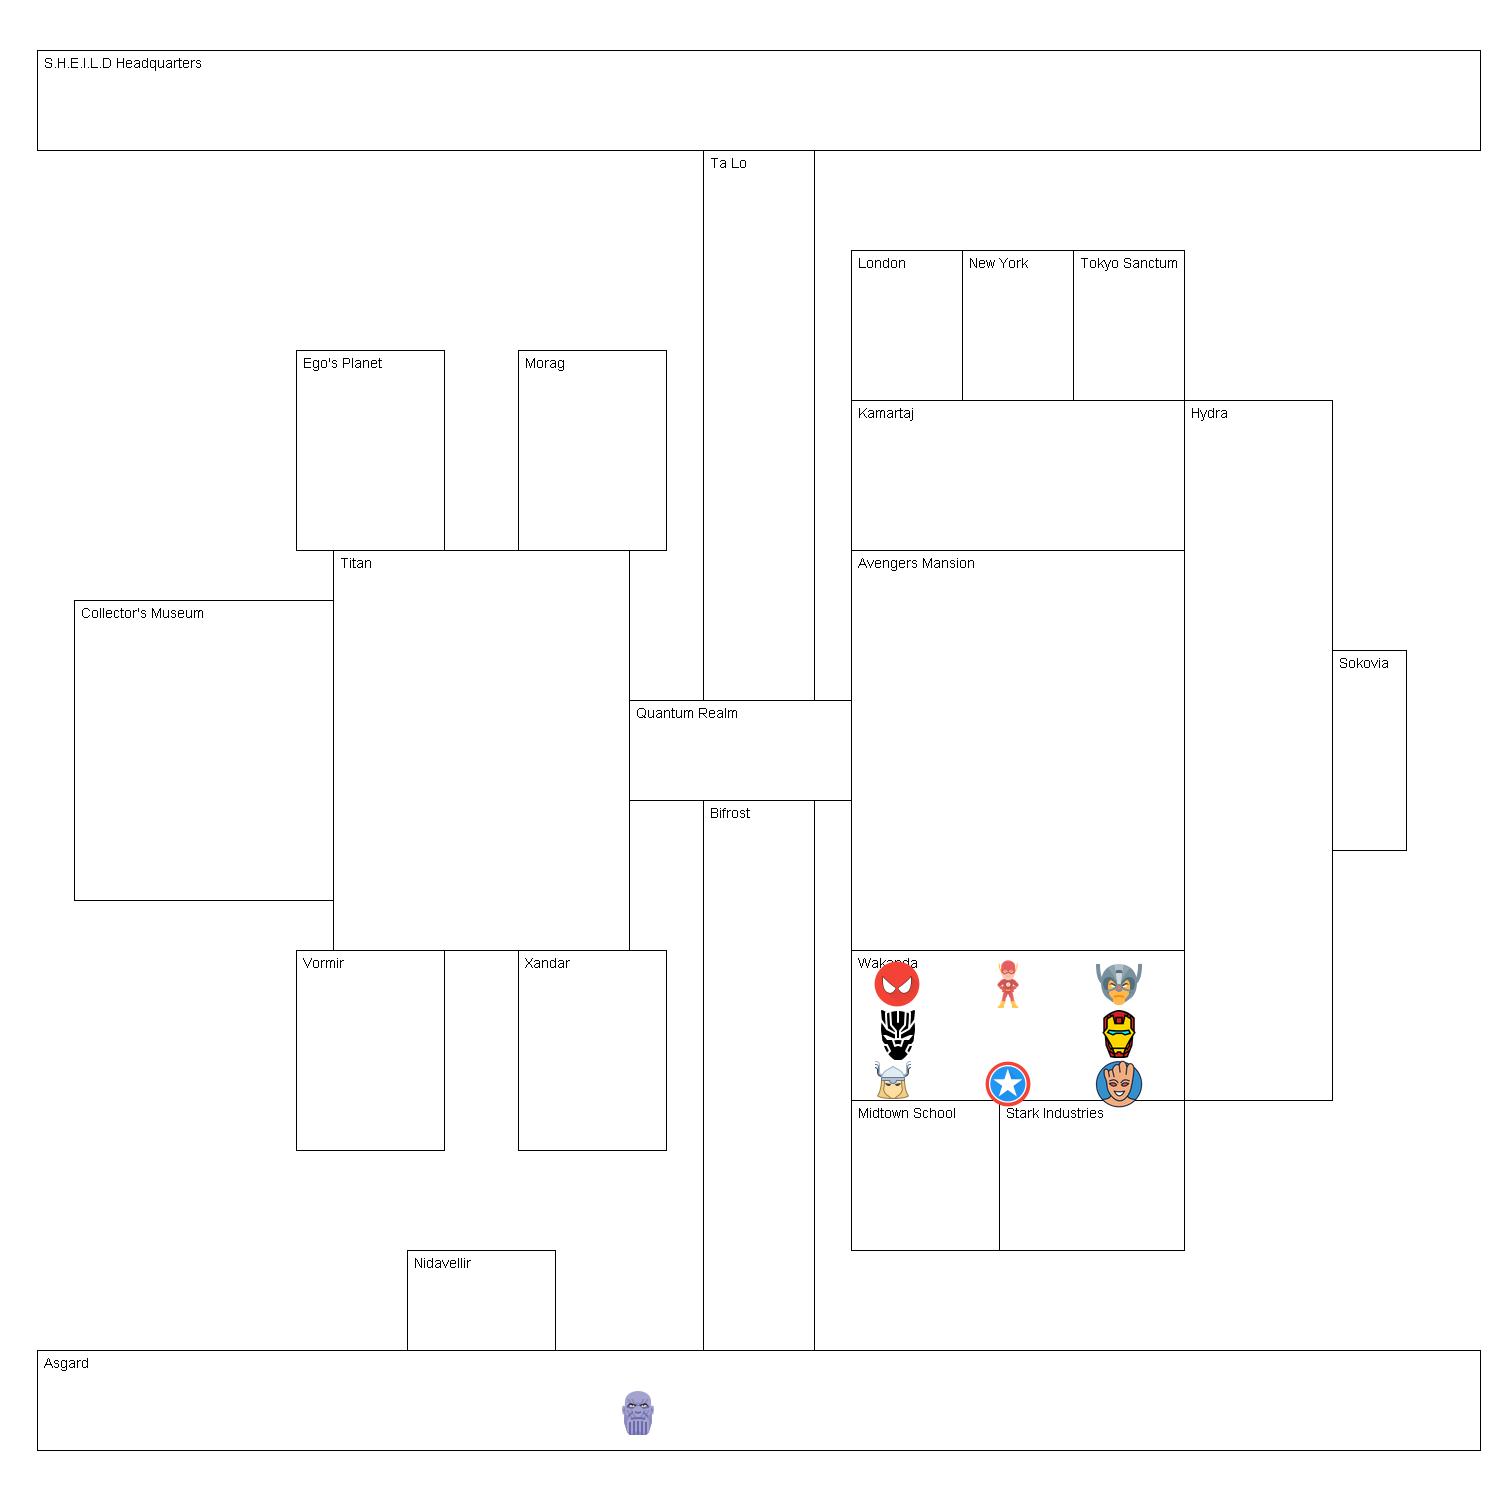 S.H.E.I.L.D Headquarters
Ta Lo
London
New York
Tokyo Sanctum
Ego's Planet
Morag
Kamartaj
Hydra
Titan
Avengers Mansion
Collector's Museum
Sokovia
Quantum Realm
Bifrost
Vormir
Xandar
Wakanda
Midtown School
Stark Industries
Nidavellir
Asgard